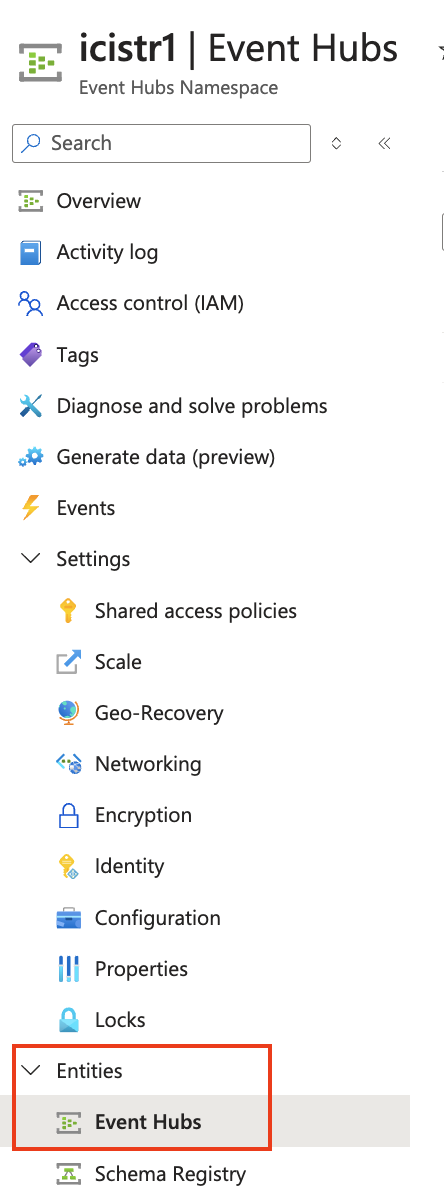 icistr1 | Event Hubs
Event Hubs Namespace
Search
Overview
Activity log
Access control (IAM)
Tags
Diagnose and solve problems
Generate data (preview)
Events
Settings
Shared access policies
Scale
Geo-Recovery
Networking
Encryption
Identity
Configuration
Properties
Locks
Entities
Event Hubs
Schema Registry